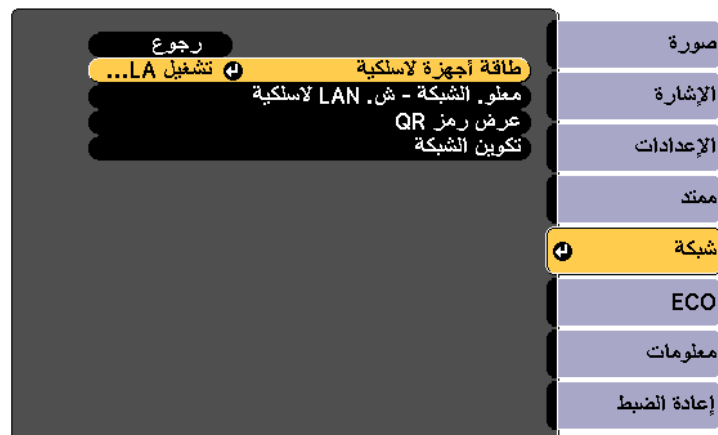 صورة
الإشارة
الإعدادات
ممتد
شبكة
ECO
معلومات
إعادة الضبط
رجوع
طاقة أجهزة لاسلكية تشغيل LA...
معلو. الشبكة - ش. LAN لاسلكية
عرض رمز QR
تكوين الشبكة